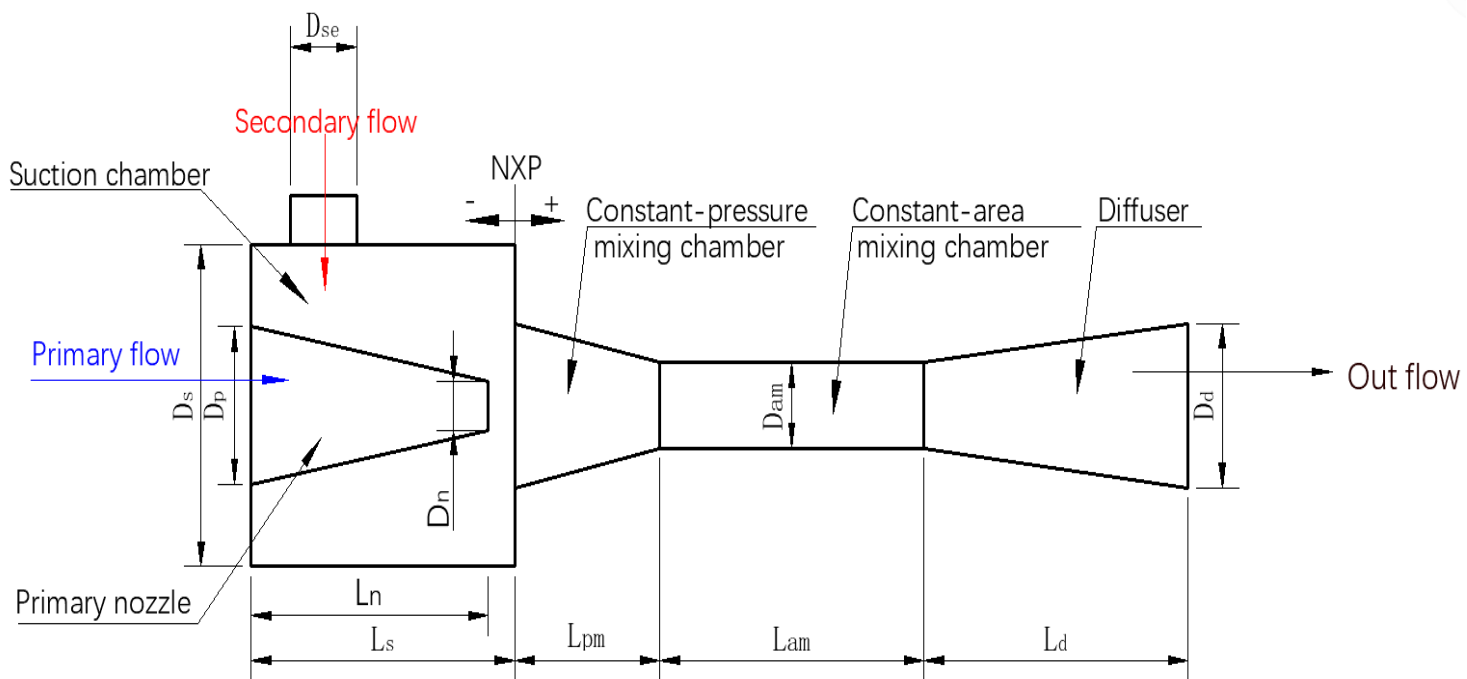 Dse
Secondary flow
Suction chamber
NXP
- +
Constant-pressure
mixing chamber
Constant-area
mixing chamber
Diffuser
Primary flow
Ds
Dp
Dn
Dam
Dd
Out flow
Primary nozzle
Ln
Ls
Lpm
Lam
Ld